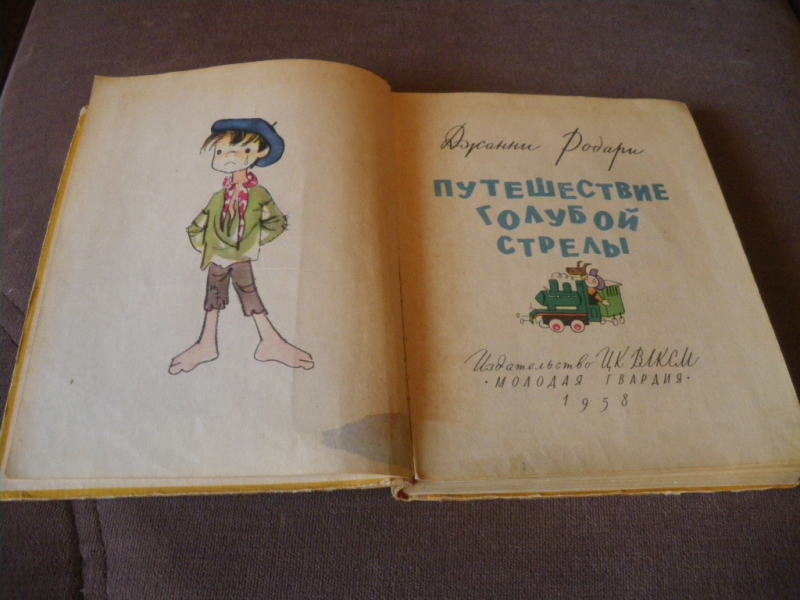 Джанни Родари
ПУТЕШЕСТВИЕ
ГОЛУБОЙ
СТРЕЛЫ
Издательство ЦК ВЛКСМ
·МОЛОДАЯ ГВАРДИЯ·
1958